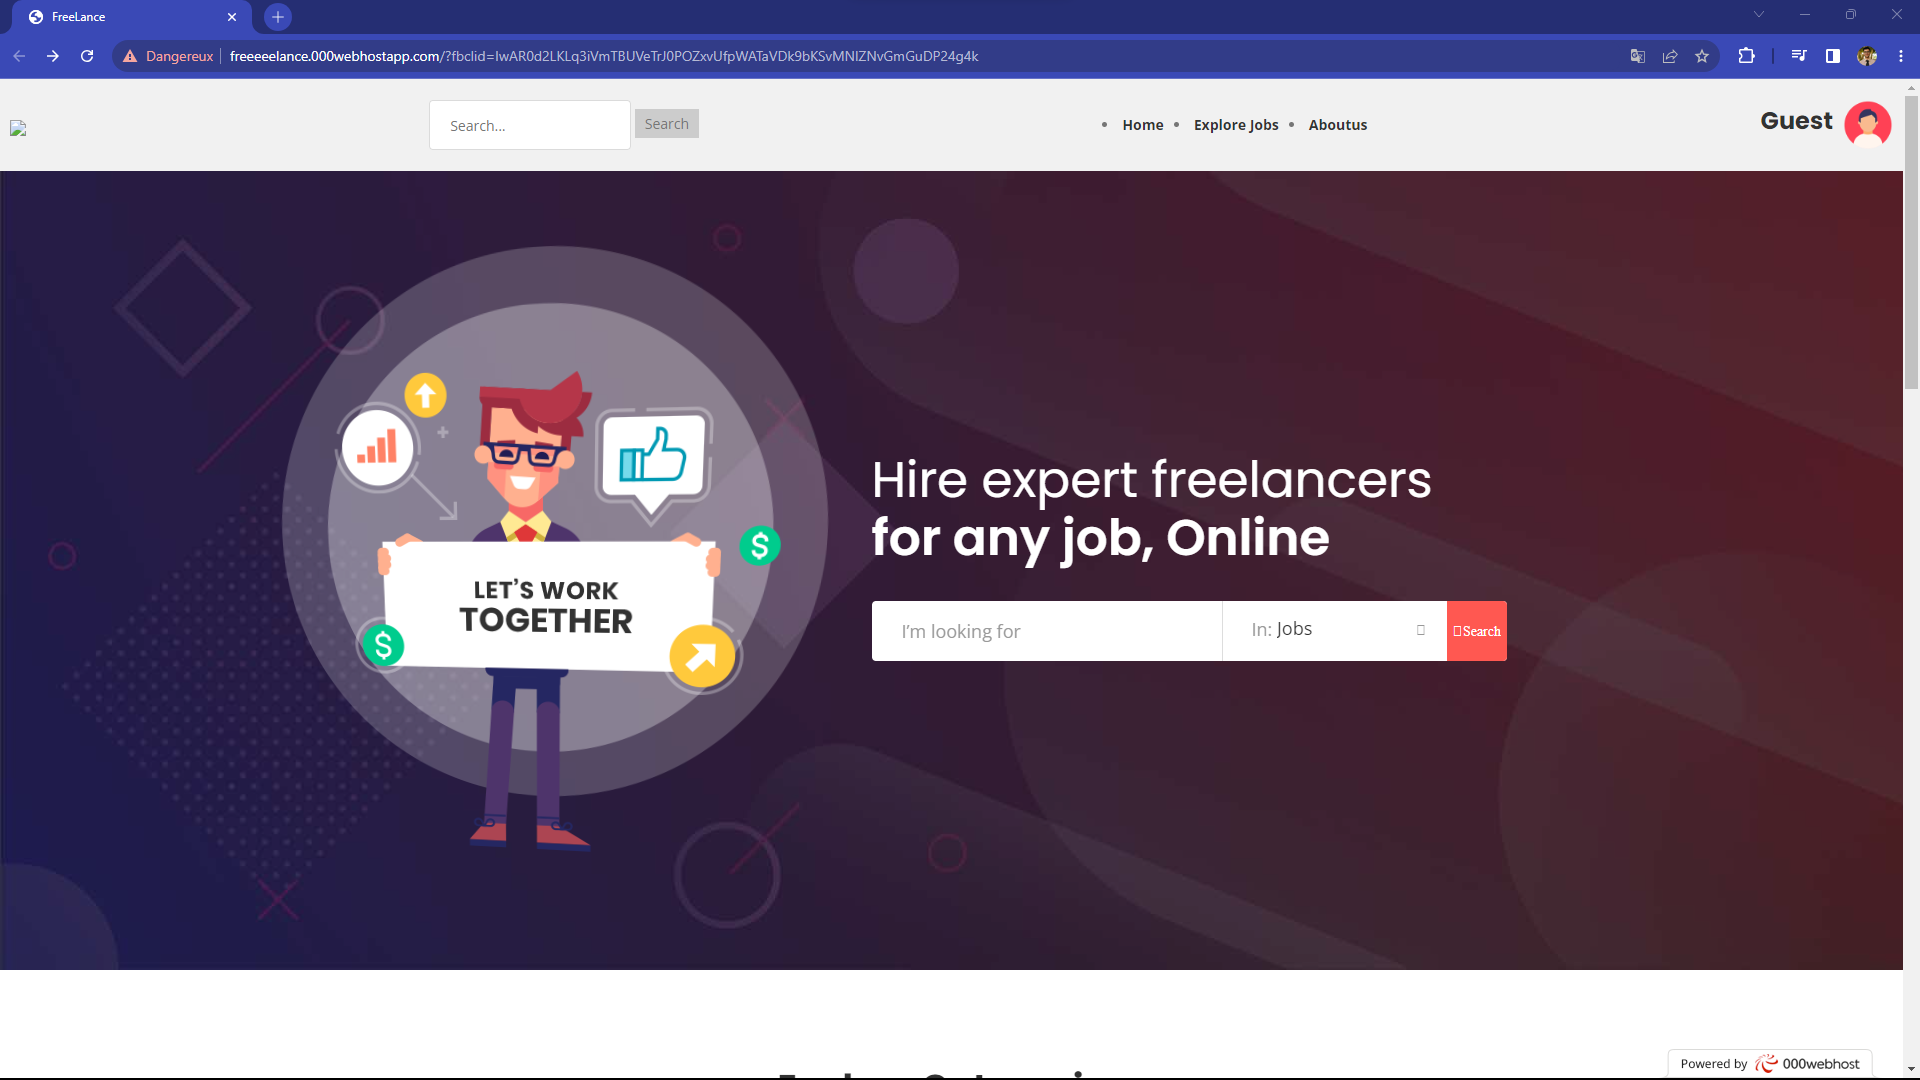 FreeLance
Dangereux
freeeeelance.000webhostapp.com/?fbclid=IwAR0d2LKLq3iVmTBUVeTrJ0POZxvUfpWATaVDk9bKSvMNIZNvGmGuDP24g4k
Search...
Search
Home
Explore Jobs
Aboutus
Guest
LET'S WORK
TOGETHER
Hire expert freelancers
for any job, Online
I'm looking for
In: Jobs
Search
Powered by 000webhost